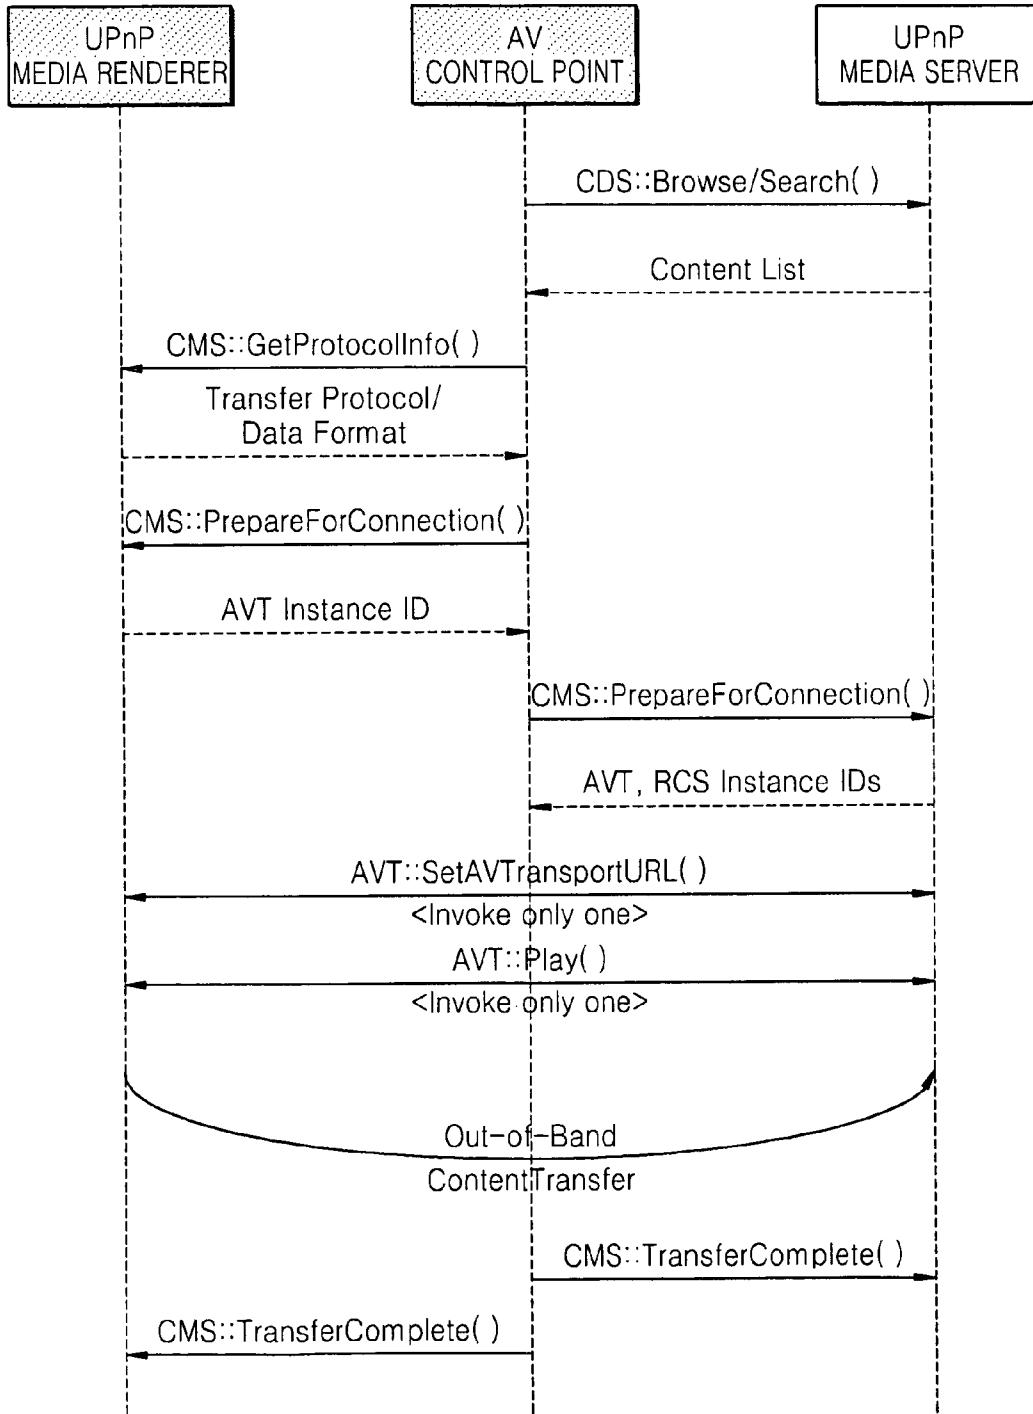 UPnP
MEDIA RENDERER
AV
CONTROL POINT
UPnP
MEDIA SERVER
CDS::Browse/Search( )
Content List
CMS::GetProtocolInfo( )
Transfer Protocol/
Data Format
CMS::PrepareForConnection( )
AVT Instance ID
CMS::PrepareForConnection( )
AVT, RCS Instance IDs
AVT::SetAVTransportURL( )
<Invoke only one>
AVT::Play( )
<Invoke only one>
Out-of-Band
ContentTransfer
CMS::TransferComplete( )
CMS::TransferComplete( )